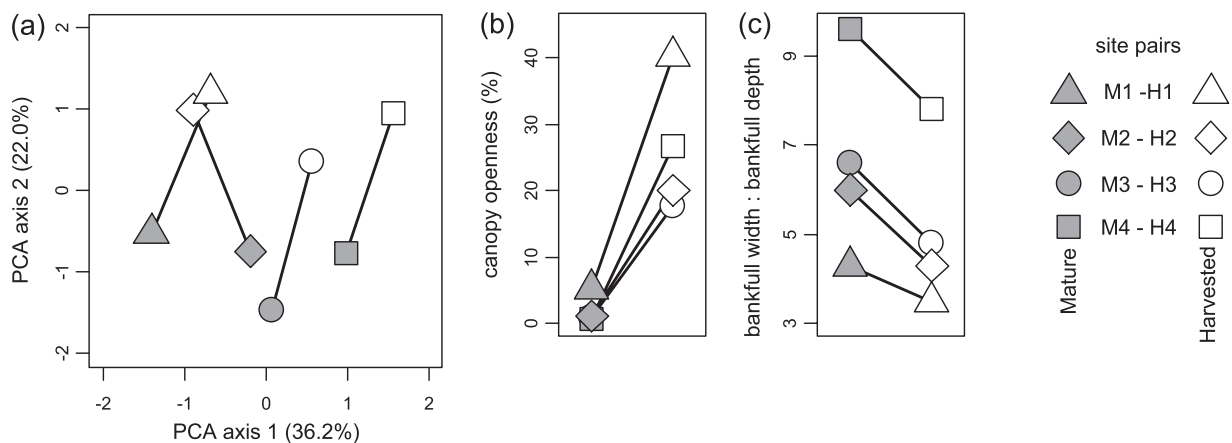 (a)
PCA axis 2 (22.0%)
2
1
0
-1
-2
-2 -1 0 1 2
PCA axis 1 (36.2%)
(b)
canopy openness (%)
40
30
20
10
0
(c)
bankfull width : bankfull depth
9
7
5
3
site pairs
M1 -H1
M2 - H2
M3 - H3
M4 - H4
Mature
Harvested